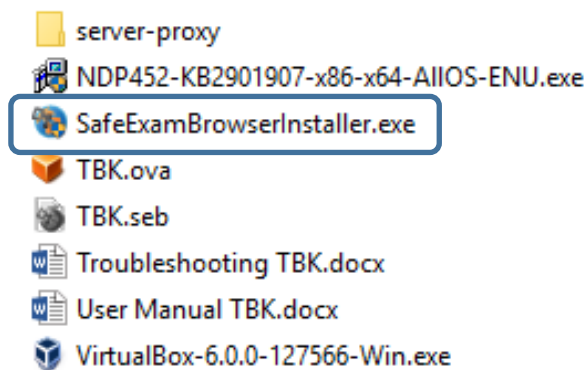 server-proxy
NDP452-KB2901907-x86-x64-AllOS-ENU.exe
SafeExamBrowserInstaller.exe
TBK.ova
TBK.seb
Troubleshooting TBK.docx
User Manual TBK.docx
VirtualBox-6.0.0-127566-Win.exe